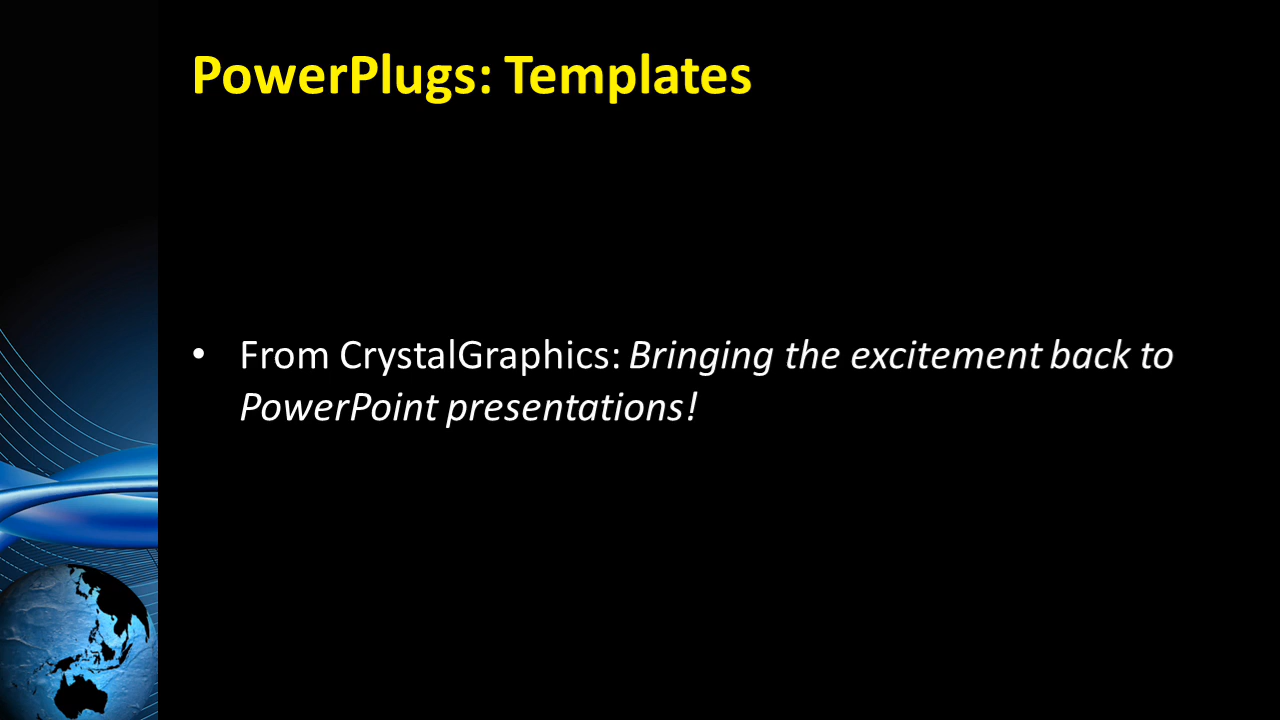 PowerPlugs: Templates
• From CrystalGraphics: Bringing the excitement back to
PowerPoint presentations!